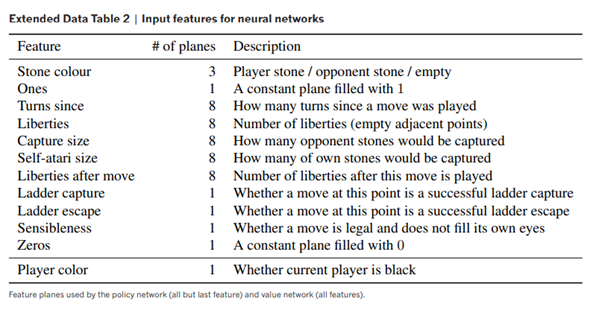 Extended Data Table 2 | Input features for neural networks
Feature # of planes Description
Stone colour 3 Player stone / opponent stone / empty
Ones 1 A constant plane filled with 1
Turns since 8 How many turns since a move was played
Liberties 8 Number of liberties (empty adjacent points)
Capture size 8 How many opponent stones would be captured
Self-atari size 8 How many of own stones would be captured
Liberties after move 8 Number of liberties after this move is played
Ladder capture 1 Whether a move at this point is a successful ladder capture
Ladder escape 1 Whether a move at this point is a successful ladder escape
Sensibleness 1 Whether a move is legal and does not fill its own eyes
Zeros 1 A constant plane filled with 0
Player color 1 Whether current player is black
Feature planes used by the policy network (all but last feature) and value network (all features).